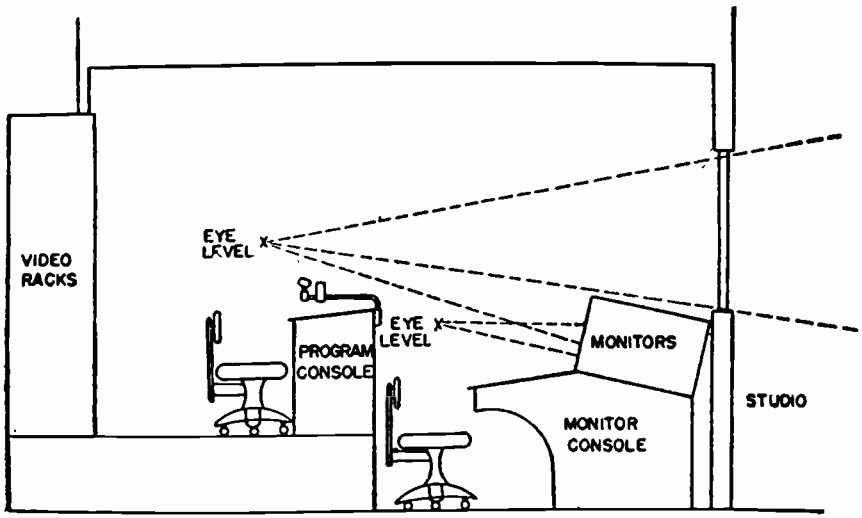 EYE
LEVEL
VIDEO
RACKS
EYE
LEVEL
PROGRAM
CONSOLE
MONITORS
STUDIO
MONITOR
CONSOLE